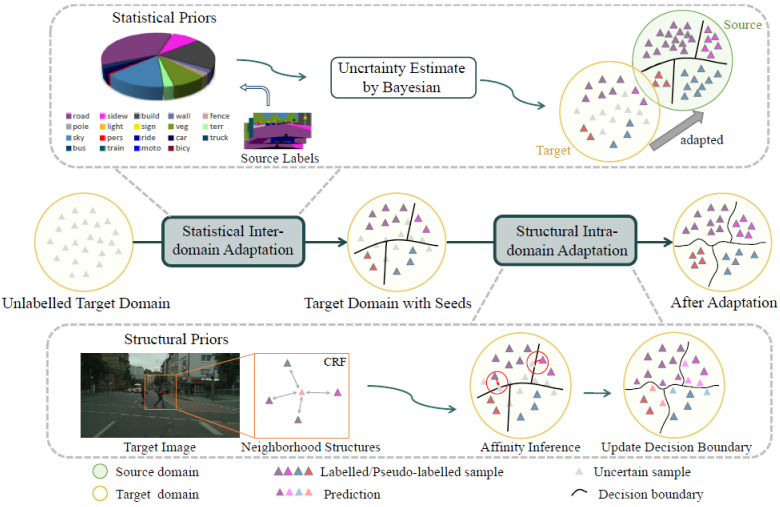 Statistical Priors
Source
Uncrtainty Estimate
by Bayesian
road sidew build wall fence
pole light sign veg terr
sky pers ride car truck
bus train moto bicy
Source Labels
Target
adapted
Statistical Inter-
domain Adaptation
Structural Intra-
domain Adaptation
Unlabelled Target Domain
Target Domain with Seeds
After Adaptation
Structural Priors
CRF
Target Image
Neighborhood Structures
Affinity Inference
Update Decision Boundary
Source domain
Labelled/Pseudo-labelled sample
Uncertain sample
Target domain
Prediction
Decision boundary